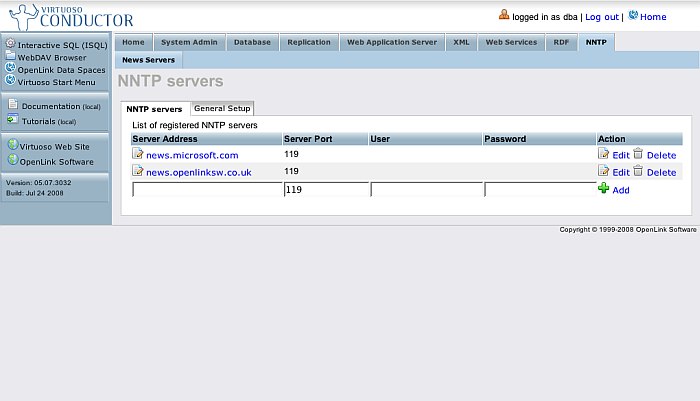 VIRTUOSO
CONDUCTOR
logged in as dba | Log out | Home
Interactive SQL (ISQL)
WebDAV Browser
OpenLink Data Spaces
Virtuoso Start Menu
Documentation (local)
Tutorials (local)
Virtuoso Web Site
OpenLink Software
Version: 05.07.3032
Build: Jul 24 2008
Home System Admin Database Replication Web Application Server XML Web Services RDF NNTP
News Servers
NNTP servers
NNTP servers General Setup
List of registered NNTP servers
Server Address Server Port User Password Action
news.microsoft.com 119 Edit Delete
news.openlinksw.co.uk 119 Edit Delete
119 Add
Copyright © 1999-2008 OpenLink Software